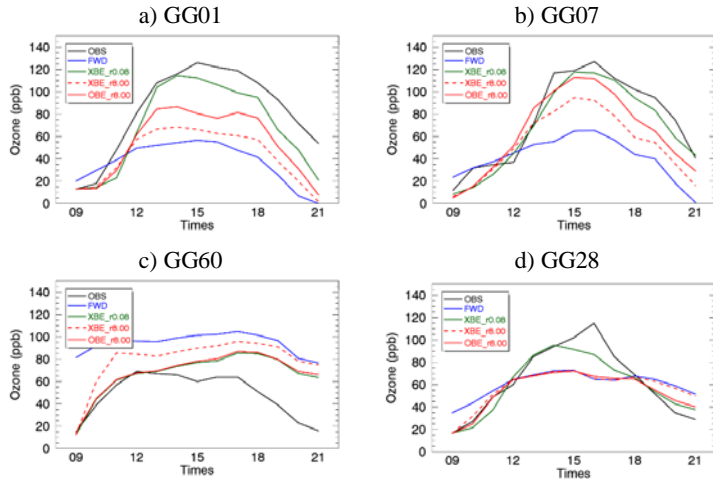 a) GG01
140
120
100
80
60
40
20
0
Ozone (ppb)
OBS
FWD
XBE_r0.08
XBE_r8.00
OBE_r8.00
09 12 15 18 21
Times
b) GG07
140
120
100
80
60
40
20
0
Ozone (ppb)
OBS
FWD
XBE_r0.08
XBE_r8.00
OBE_r8.00
09 12 15 18 21
Times
c) GG60
140
120
100
80
60
40
20
0
Ozone (ppb)
OBS
FWD
XBE_r0.08
XBE_r8.00
OBE_r8.00
09 12 15 18 21
Times
d) GG28
140
120
100
80
60
40
20
0
Ozone (ppb)
OBS
FWD
XBE_r0.08
XBE_r8.00
OBE_r8.00
09 12 15 18 21
Times